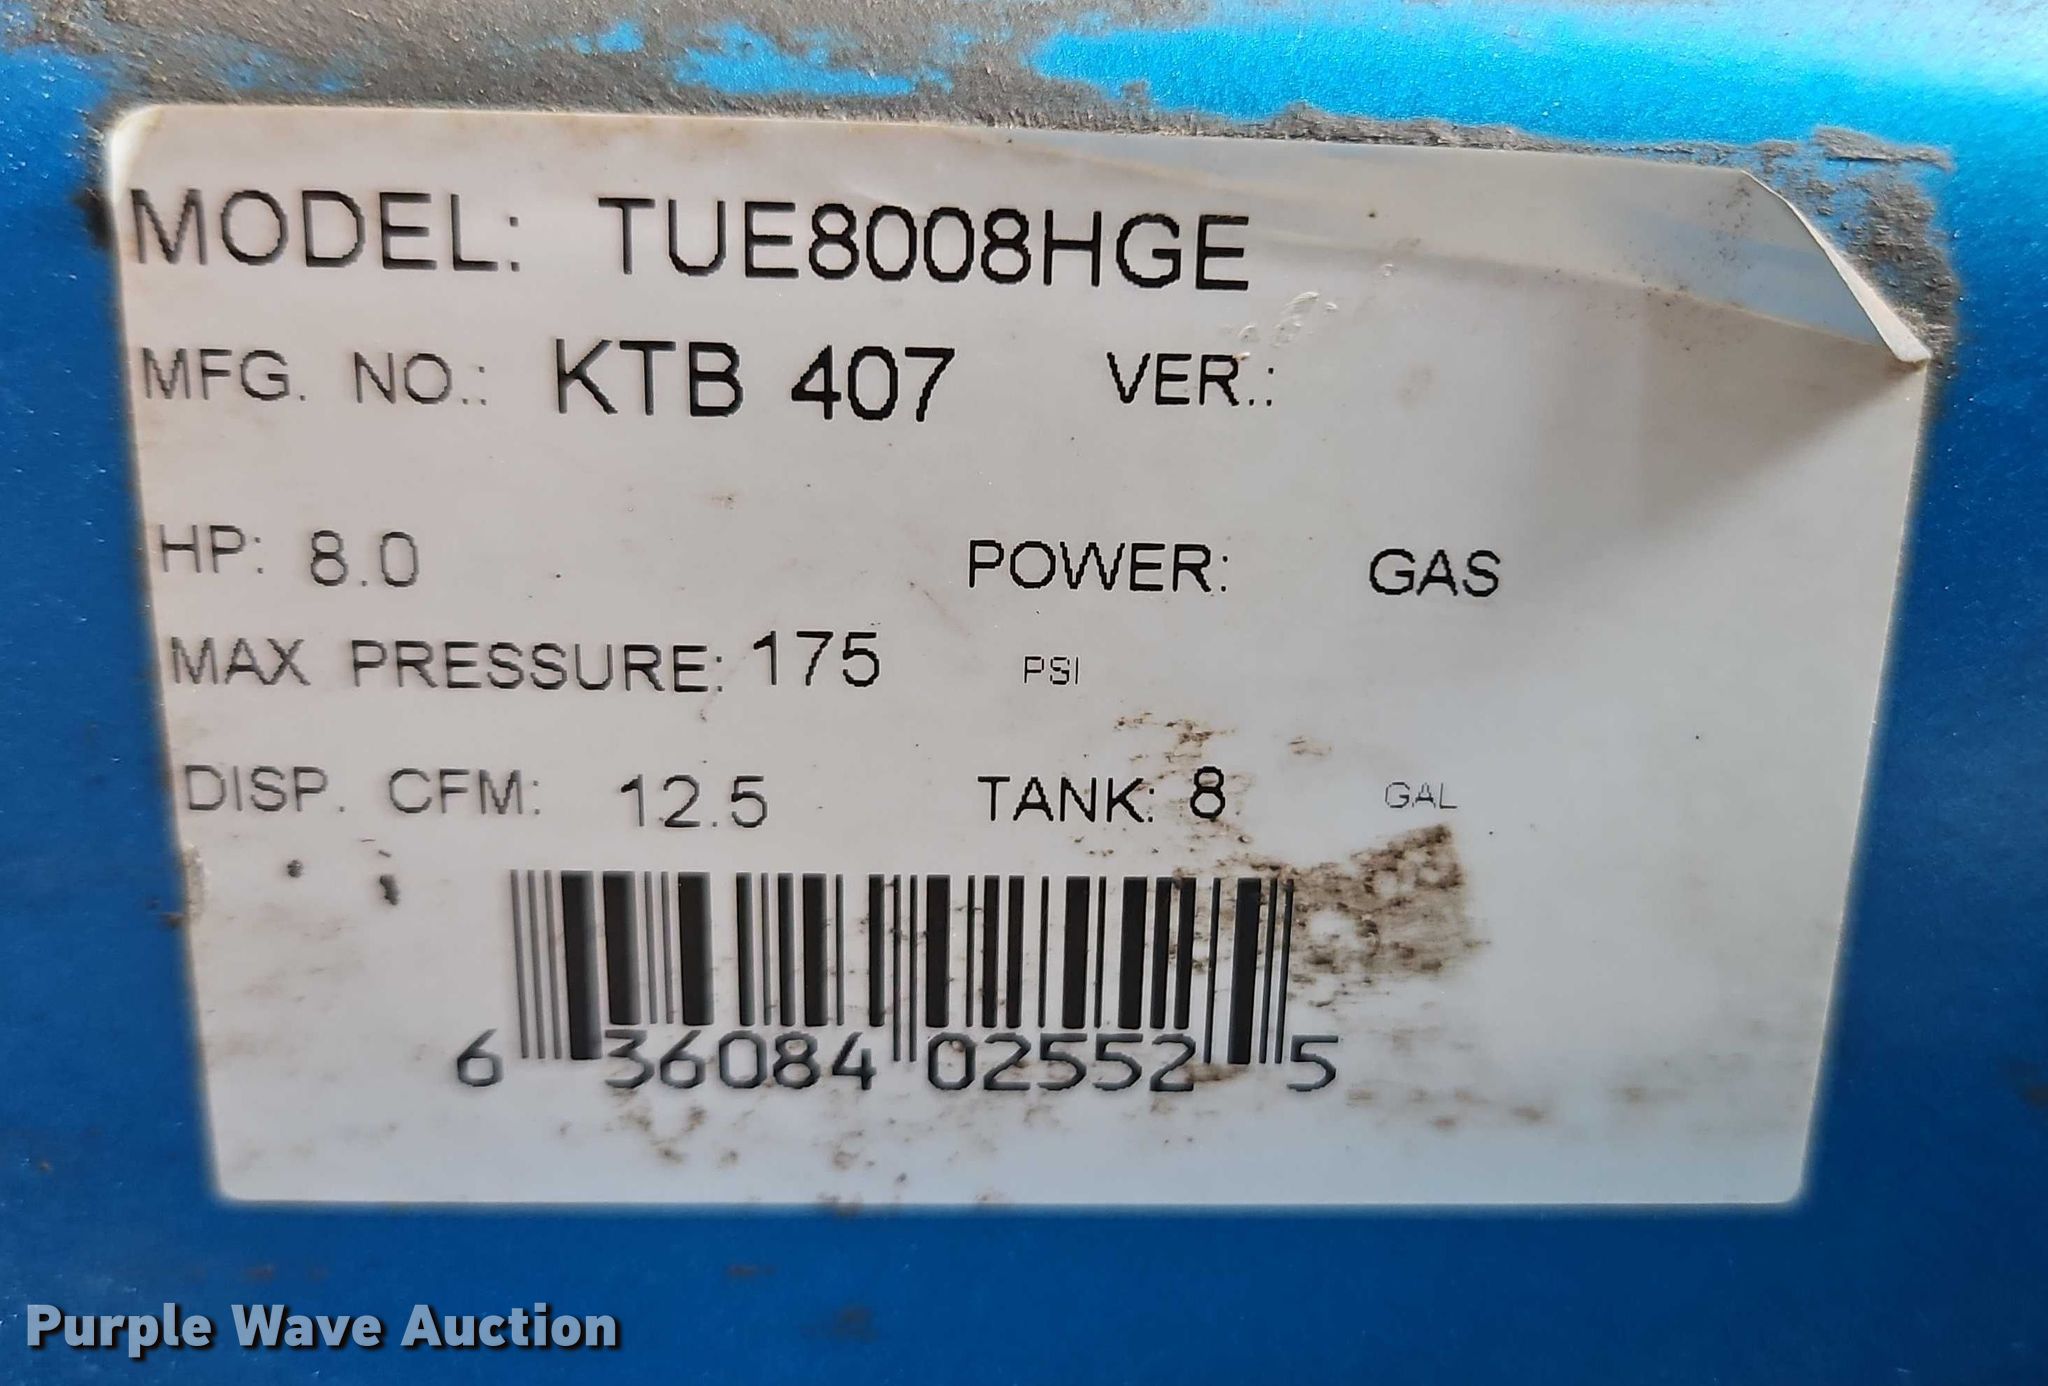 MODEL: TUE8008HGE
MFG. NO.: KTB 407 VER.:
HP: 8.0 POWER: GAS
MAX PRESSURE: 175 PSI
DISP. CFM: 12.5 TANK: 8 GAL
6 36084 02552 5
Purple Wave Auction